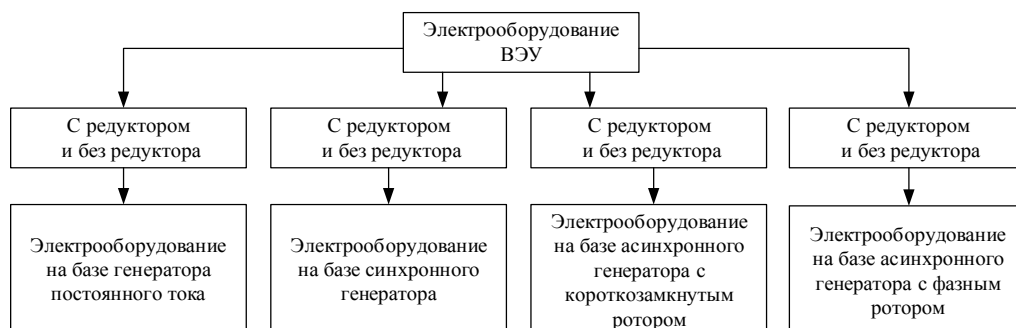 Электрооборудование
ВЭУ
С редуктором
и без редуктора
С редуктором
и без редуктора
С редуктором
и без редуктора
С редуктором
и без редуктора
Электрооборудование
на базе генератора
постоянного тока
Электрооборудование
на базе синхронного
генератора
Электрооборудование
на базе асинхронного
генератора с
короткозамкнутым
ротором
Электрооборудование
на базе асинхронного
генератора с фазным
ротором